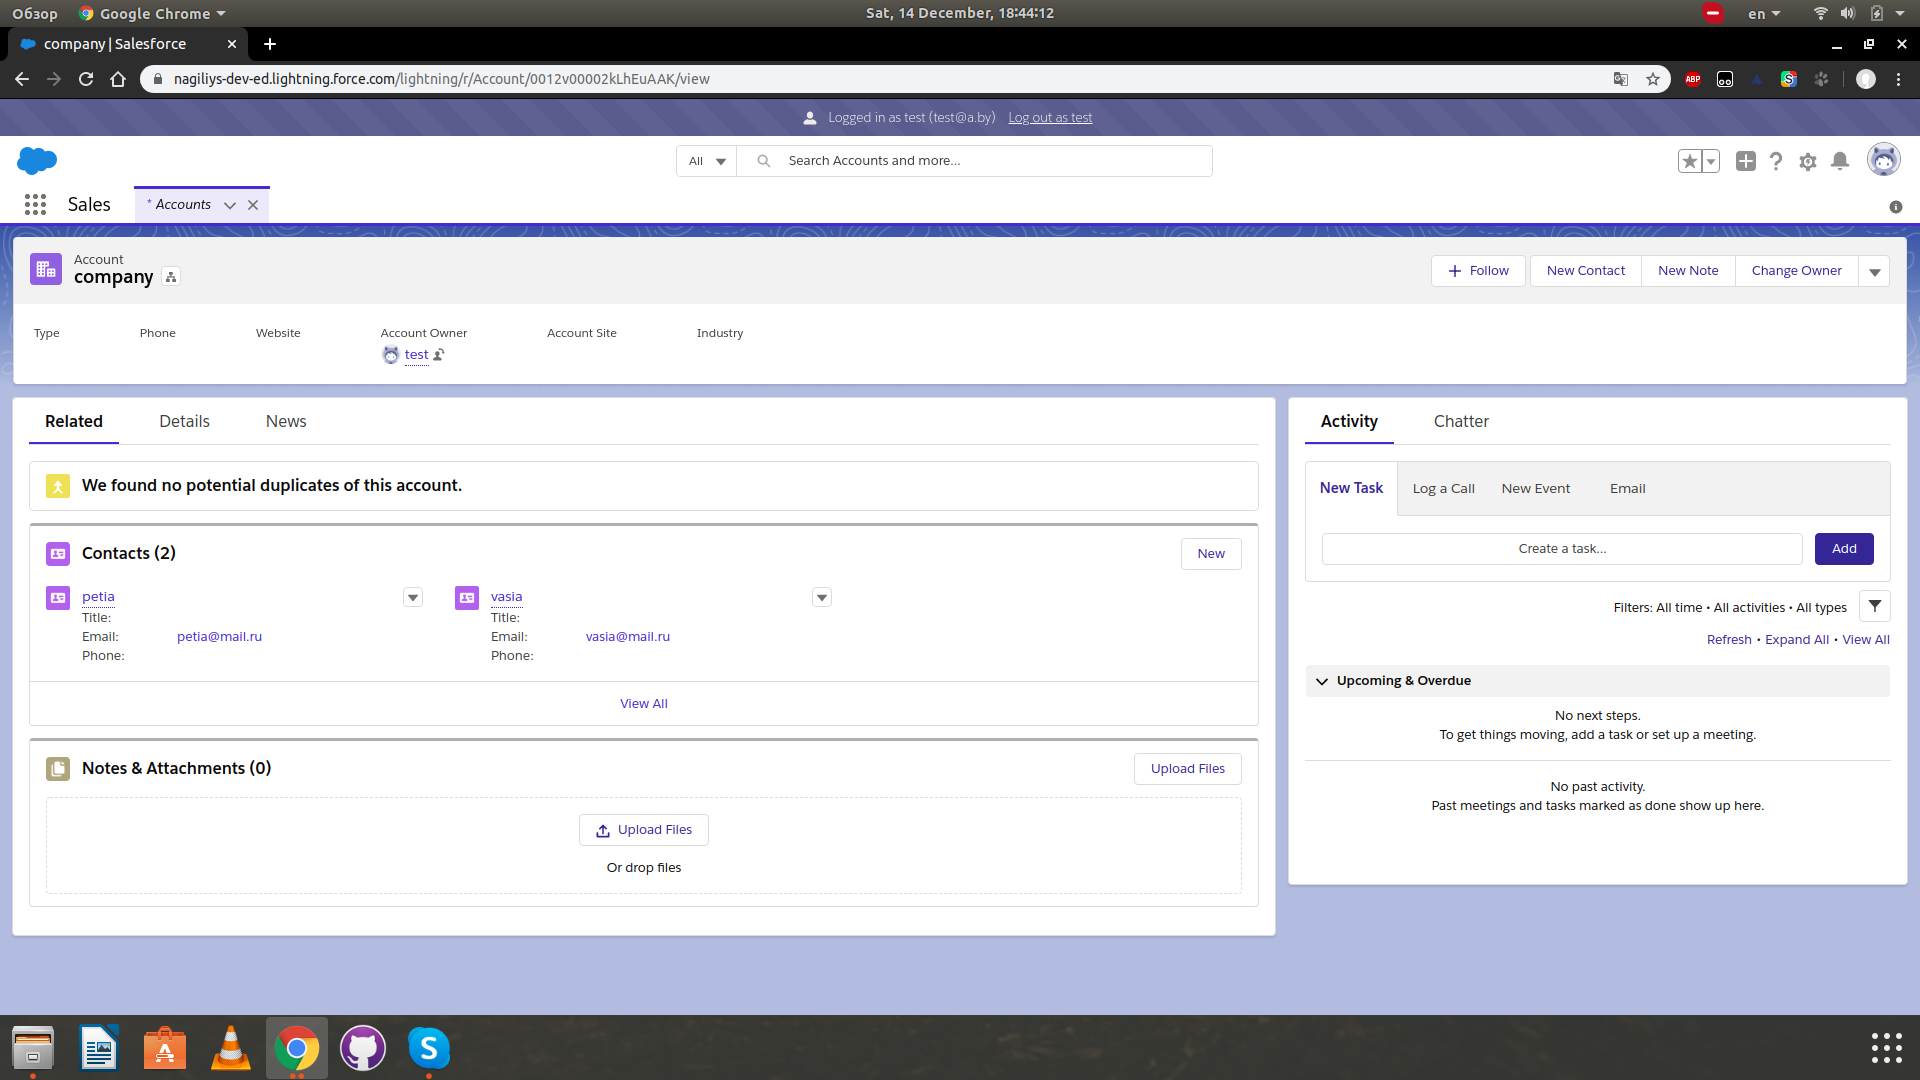 Обзор Google Chrome Sat, 14 December, 18:44:12 en
company | Salesforce
nagiliys-dev-ed.lightning.force.com/lightning/r/Account/0012v00002kLhEuAAK/view ABP
Logged in as test (test@a.by) Log out as test
All Search Accounts and more...
Sales * Accounts
Account
company
Follow New Contact New Note Change Owner
Type Phone Website Account Owner Account Site Industry
test
Related Details News
We found no potential duplicates of this account.
Contacts (2) New
petia vasia
Title: Title:
Email: petia@mail.ru Email: vasia@mail.ru
Phone: Phone:
View All
Notes & Attachments (0) Upload Files
Upload Files
Or drop files
Activity Chatter
New Task Log a Call New Event Email
Create a task... Add
Filters: All time • All activities • All types
Refresh • Expand All • View All
Upcoming & Overdue
No next steps.
To get things moving, add a task or set up a meeting.
No past activity.
Past meetings and tasks marked as done show up here.